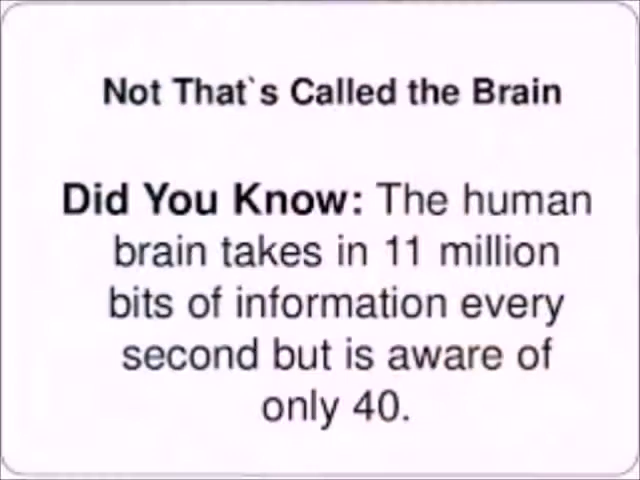 Not That`s Called the Brain
Did You Know: The human
brain takes in 11 million
bits of information every
second but is aware of
only 40.